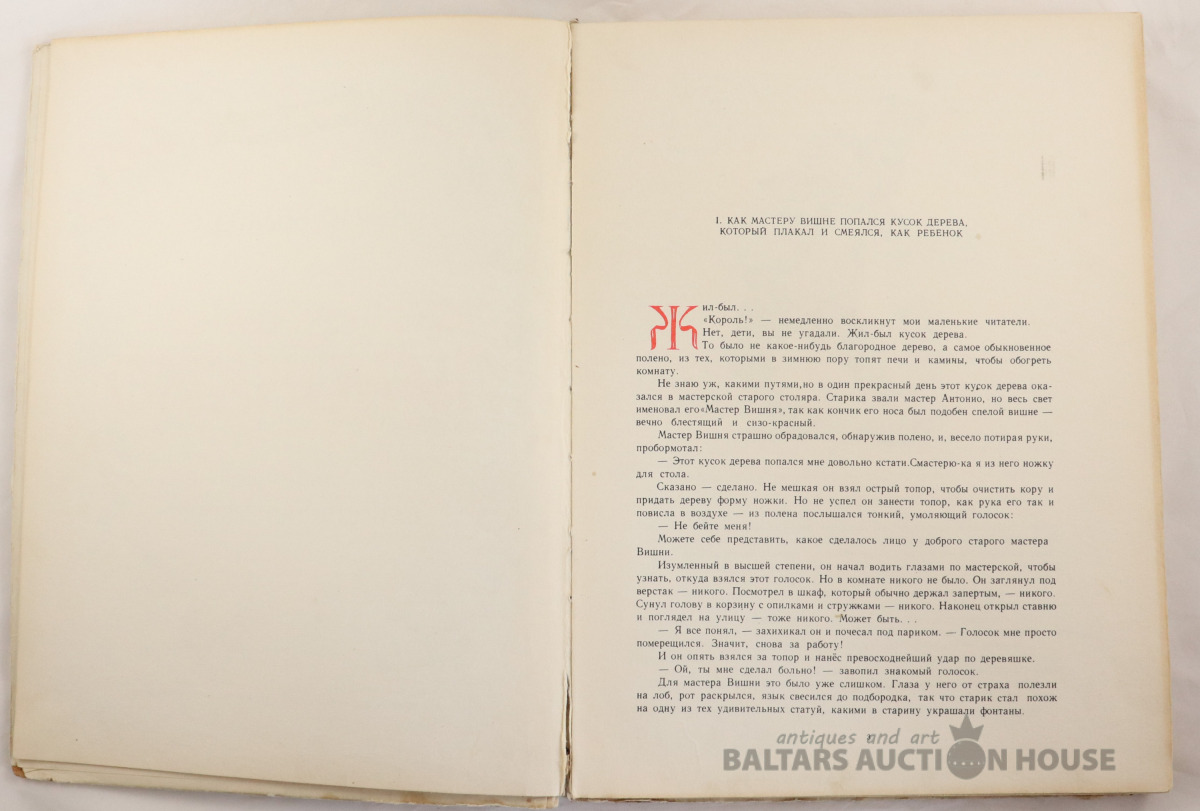 1. КАК МАСТЕРУ ВИШНЕ ПОПАЛСЯ КУСОК ДЕРЕВА,
КОТОРЫЙ ПЛАКАЛ И СМЕЯЛСЯ, КАК РЕБЕНОК
Жил-был. . .
«Король!» — немедленно воскликнут мои маленькие читатели.
Нет, дети, вы не угадали. Жил-был кусок дерева.
То было не какое-нибудь благородное дерево, а самое обыкновенное
полено, из тех, которыми в зимнюю пору топят печи и камины, чтобы обогреть
комнату.
Не знаю уж, какими путями,но в один прекрасный день этот кусок дерева ока-
зался в мастерской старого столяра. Старика звали мастер Антонио, но весь свет
именовал его«Мастер Вишня», так как кончик его носа был подобен спелой вишне —
вечно блестящий и сизо-красный.
Мастер Вишня страшно обрадовался, обнаружив полено, и, весело потирая руки,
пробормотал:
— Этот кусок дерева попался мне довольно кстати.Смастерю-ка я из него ножку
для стола.
Сказано — сделано. Не мешкая он взял острый топор, чтобы очистить кору и
придать дереву форму ножки. Но не успел он занести топор, как рука его так и
повисла в воздухе — из полена послышался тонкий, умоляющий голосок:
— Не бейте меня!
Можете себе представить, какое сделалось лицо у доброго старого мастера
Вишни.
Изумленный в высшей степени, он начал водить глазами по мастерской, чтобы
узнать, откуда взялся этот голосок. Но в комнате никого не было. Он заглянул под
верстак — никого. Посмотрел в шкаф, который обычно держал запертым, — никого.
Сунул голову в корзину с опилками и стружками — никого. Наконец открыл ставню
и поглядел на улицу — тоже никого. Может быть. . .
— Я все понял, — захихикал он и почесал под париком. — Голосок мне просто
померещился. Значит, снова за работу!
И он опять взялся за топор и нанёс превосходнейший удар по деревяшке.
— Ой, ты мне сделал больно! — завопил знакомый голосок.
Для мастера Вишни это было уже слишком. Глаза у него от страха полезли
на лоб, рот раскрылся, язык свесился до подбородка, так что старик стал похож
на одну из тех удивительных статуй, какими в старину украшали фонтаны.
antiques and art
BALTARS AUCTION HOUSE